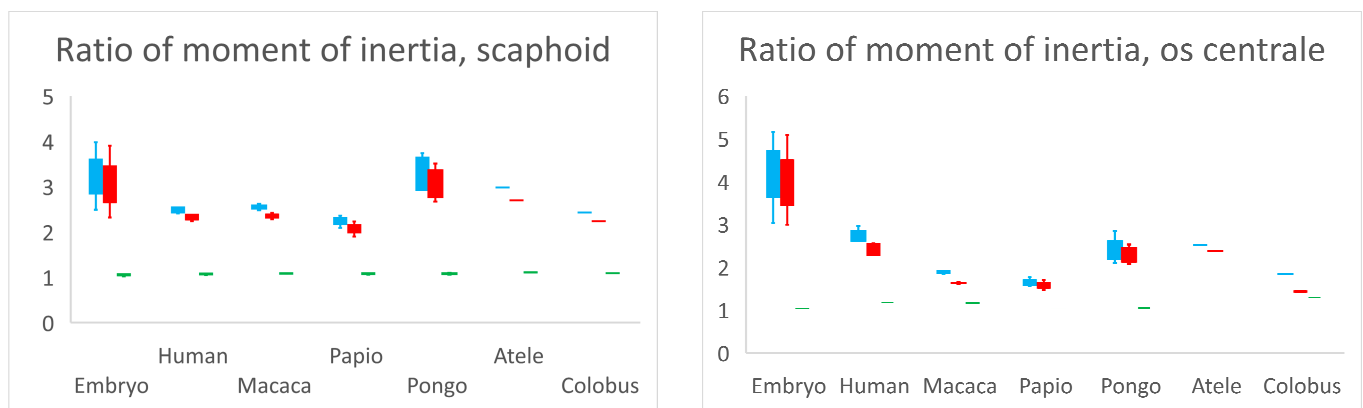 Ratio of moment of inertia, scaphoid
5
4
3
2
1
0
Human Papio Atele
Embryo Macaca Pongo Colobus
Ratio of moment of inertia, os centrale
6
5
4
3
2
1
0
Embryo Human Macaca Papio Pongo Atele Colobus